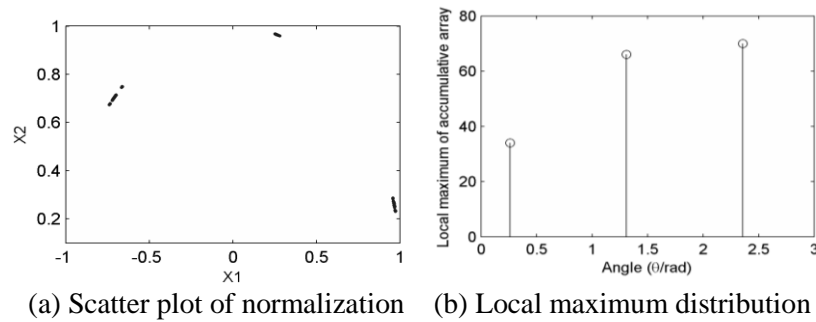 1
0.8
0.6
0.4
0.2
X2
-1 -0.5 0 0.5 1
X1
80
60
40
20
0
Local maximum of accumulative array
0 0.5 1 1.5 2 2.5 3
Angle (θ/rad)
(a) Scatter plot of normalization (b) Local maximum distribution